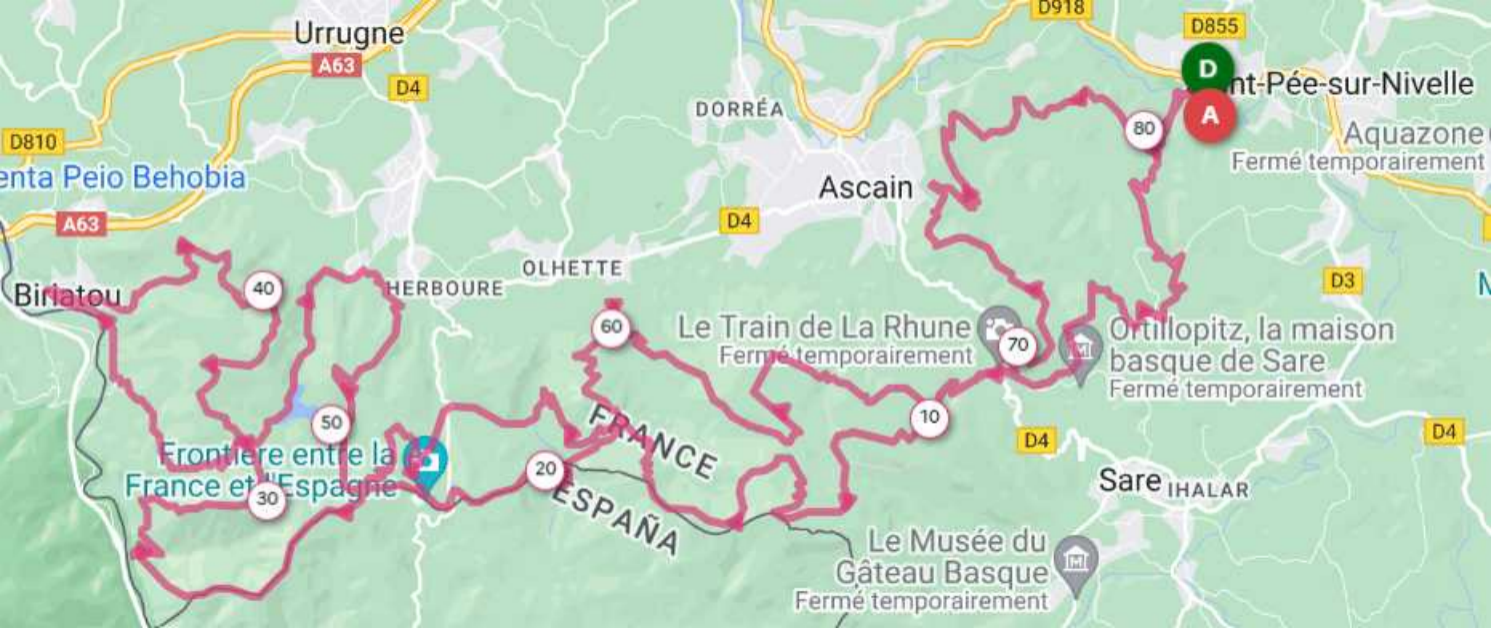 D918
D855
Urrugne
A63
D
nt-Pée-sur-Nivelle
D4
DORRÉA
A
D810
80
Aquazone
Fermé temporairement
enta Peio Behobia
Ascain
A63
D4
OLHETTE
D3
Biriatou
40
HERBOURE
60
Le Train de La Rhune
Fermé temporairement
70
Ortillopitz, la maison
basque de Sare
Fermé temporairement
50
10
FRANCE
D4
D4
Frontière entre la
France et l'Espagne
20
ESPAÑA
30
Sare
IHALAR
Le Musée du
Gâteau Basque
Fermé temporairement